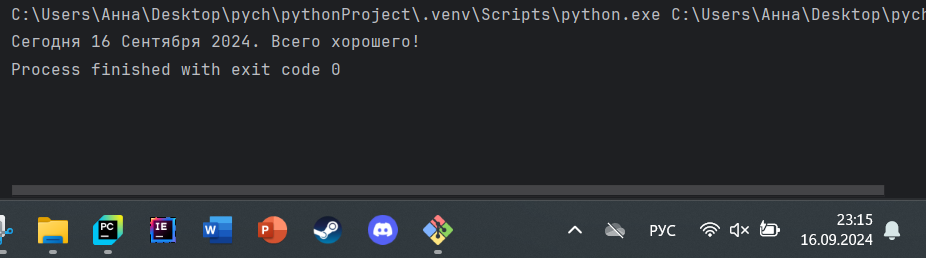 C:\Users\Анна\Desktop\pych\pythonProject\.venv\Scripts\python.exe C:\Users\Анна\Desktop\pych
Сегодня 16 Сентября 2024. Всего хорошего!
Process finished with exit code 0
PC
IE
W
P
РУС
23:15
16.09.2024